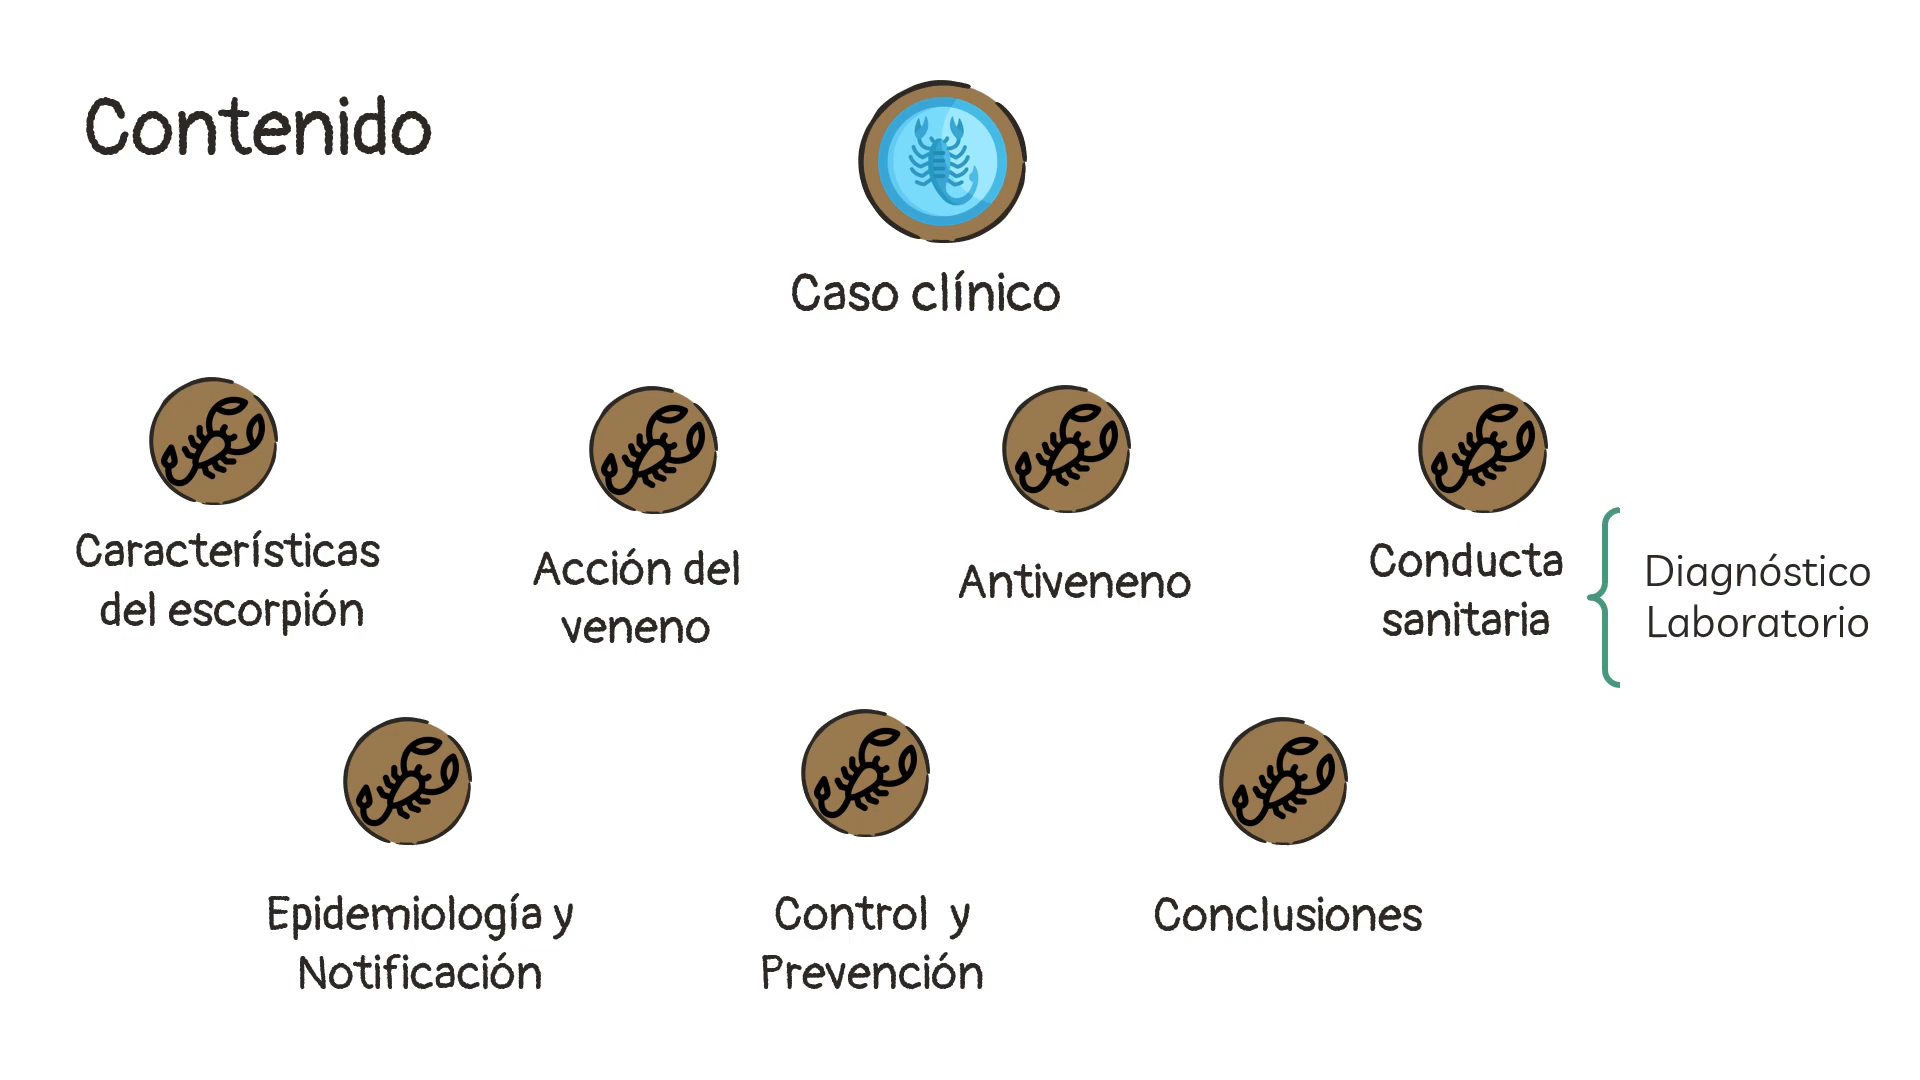 Contenido
Caso clínico
Características
del escorpión
Acción del
veneno
Antiveneno
Conducta
sanitaria
Diagnóstico
Laboratorio
Epidemiología y
Notificación
Control y
Prevención
Conclusiones